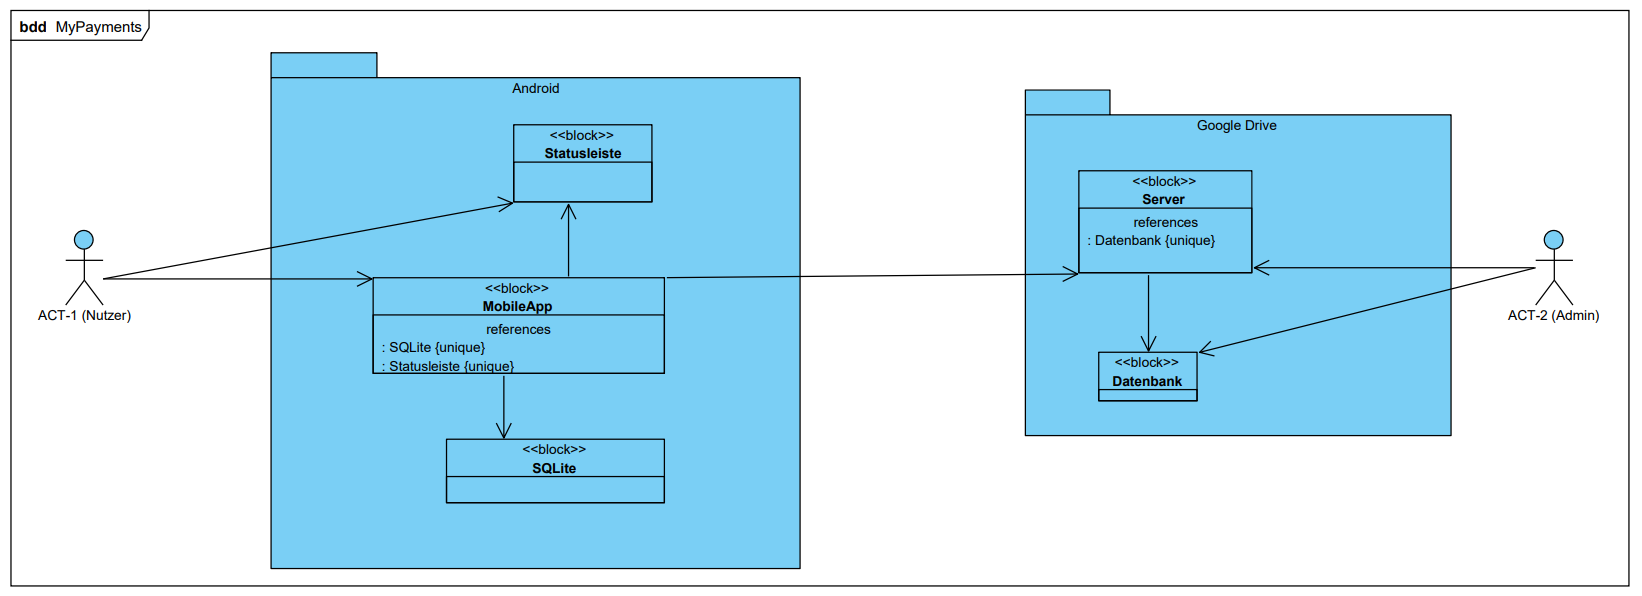 bdd MyPayments
Android
<<block>>
Statusleiste
ACT-1 (Nutzer)
<<block>>
MobileApp
references
: SQLite {unique}
: Statusleiste {unique}
<<block>>
SQLite
Google Drive
<<block>>
Server
references
: Datenbank {unique}
<<block>>
Datenbank
ACT-2 (Admin)